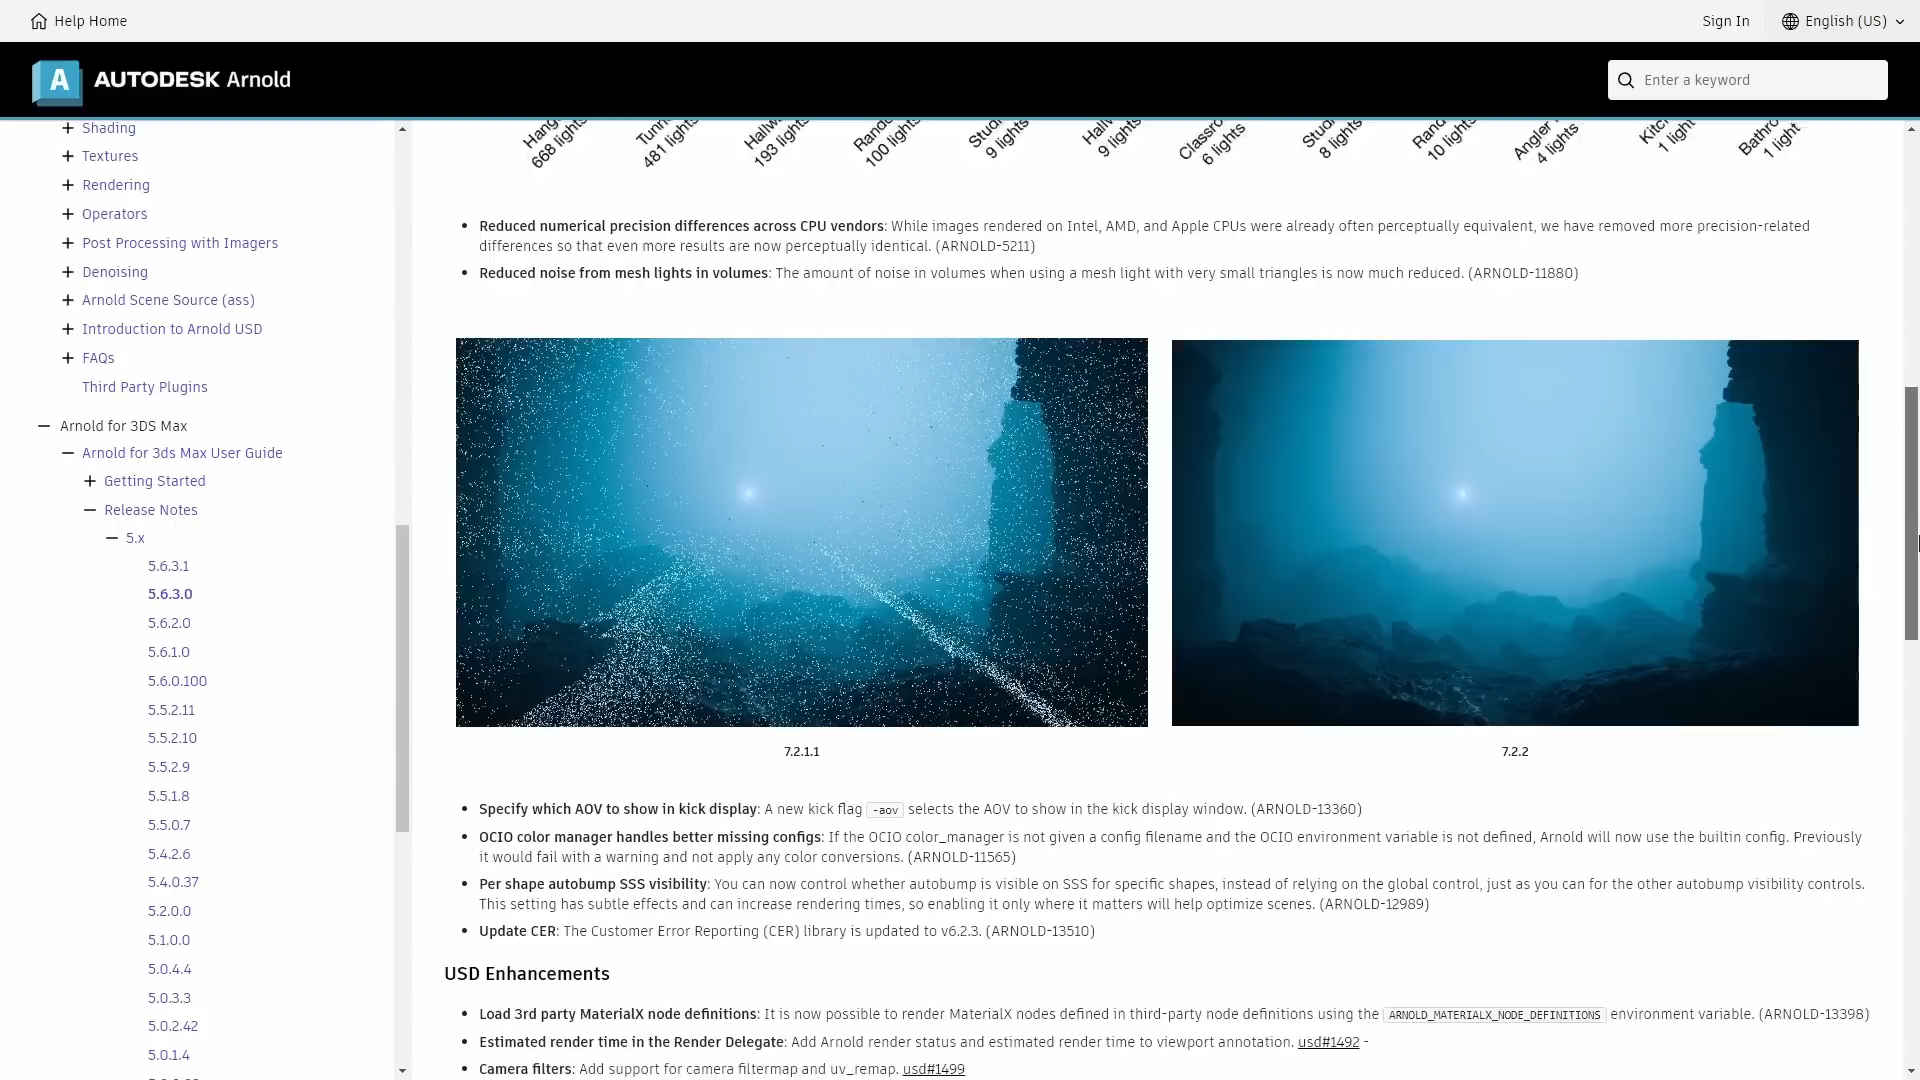 Help Home
Sign In
English (US)
A AUTODESK Arnold
Enter a keyword
Shading
Textures
Rendering
Operators
Post Processing with Imagers
Denoising
Arnold Scene Source (ass)
Introduction to Arnold USD
FAQs
Third Party Plugins
Arnold for 3DS Max
Arnold for 3ds Max User Guide
Getting Started
Release Notes
5.x
5.6.3.1
5.6.3.0
5.6.2.0
5.6.1.0
5.6.0.100
5.5.2.11
5.5.2.10
5.5.2.9
5.5.1.8
5.5.0.7
5.4.2.6
5.4.0.37
5.2.0.0
5.1.0.0
5.0.4.4
5.0.3.3
5.0.2.42
5.0.1.4
668 lights
481 lights
193 lights
100 lights
9 lights
9 lights
6 lights
8 lights
10 lights
Angler
4 lights
1 light
1 light
• Reduced numerical precision differences across CPU vendors: While images rendered on Intel, AMD, and Apple CPUs were already often perceptually equivalent, we have removed more precision-related
differences so that even more results are now perceptually identical. (ARNOLD-5211)
• Reduced noise from mesh lights in volumes: The amount of noise in volumes when using a mesh light with very small triangles is now much reduced. (ARNOLD-11880)
7.2.1.1
7.2.2
• Specify which AOV to show in kick display: A new kick flag -aov selects the AOV to show in the kick display window. (ARNOLD-13360)
• OCIO color manager handles better missing configs: If the OCIO color_manager is not given a config filename and the OCIO environment variable is not defined, Arnold will now use the builtin config. Previously
it would fail with a warning and not apply any color conversions. (ARNOLD-11565)
• Per shape autobump SSS visibility: You can now control whether autobump is visible on SSS for specific shapes, instead of relying on the global control, just as you can for the other autobump visibility controls.
This setting has subtle effects and can increase rendering times, so enabling it only where it matters will help optimize scenes. (ARNOLD-12989)
• Update CER: The Customer Error Reporting (CER) library is updated to v6.2.3. (ARNOLD-13510)
USD Enhancements
• Load 3rd party MaterialX node definitions: It is now possible to render MaterialX nodes defined in third-party node definitions using the ARNOLD_MATERIALX_NODE_DEFINITIONS environment variable. (ARNOLD-13398)
• Estimated render time in the Render Delegate: Add Arnold render status and estimated render time to viewport annotation. usd#1492 -
• Camera filters: Add support for camera filtermap and uv_remap. usd#1499